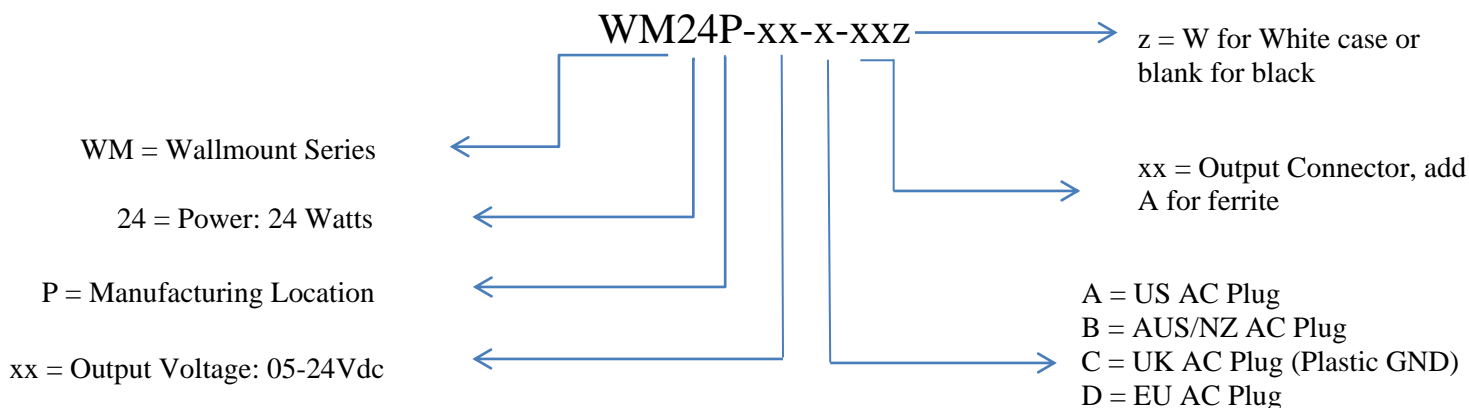 WM24P-xx-x-xxz
z = W for White case or
blank for black
WM = Wallmount Series
xx = Output Connector, add
A for ferrite
24 = Power: 24 Watts
P = Manufacturing Location
A = US AC Plug
B = AUS/NZ AC Plug
C = UK AC Plug (Plastic GND)
D = EU AC Plug
xx = Output Voltage: 05-24Vdc